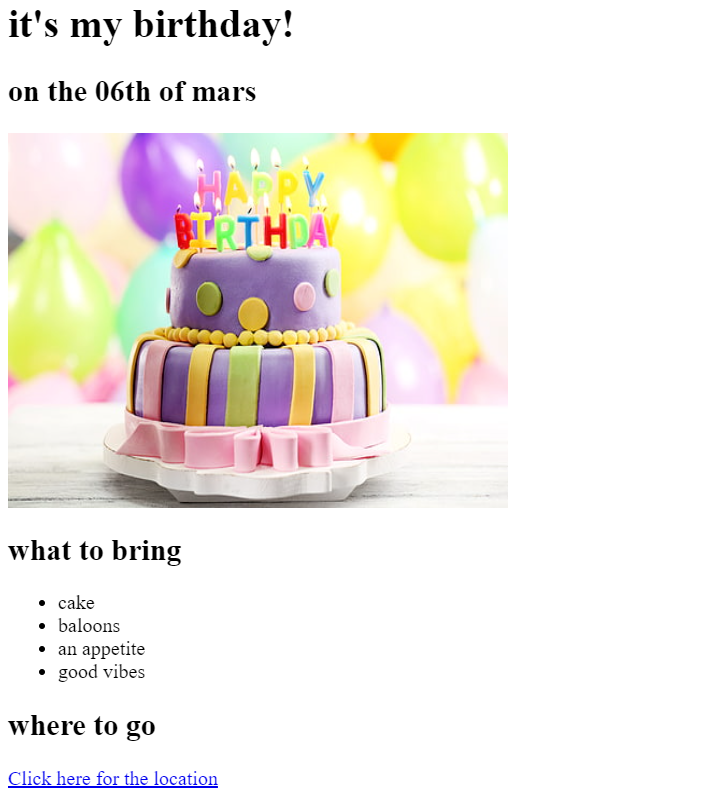 it's my birthday!
on the 06th of mars
HAPPY
BIRTHDAY
what to bring
cake
baloons
an appetite
good vibes
where to go
Click here for the location